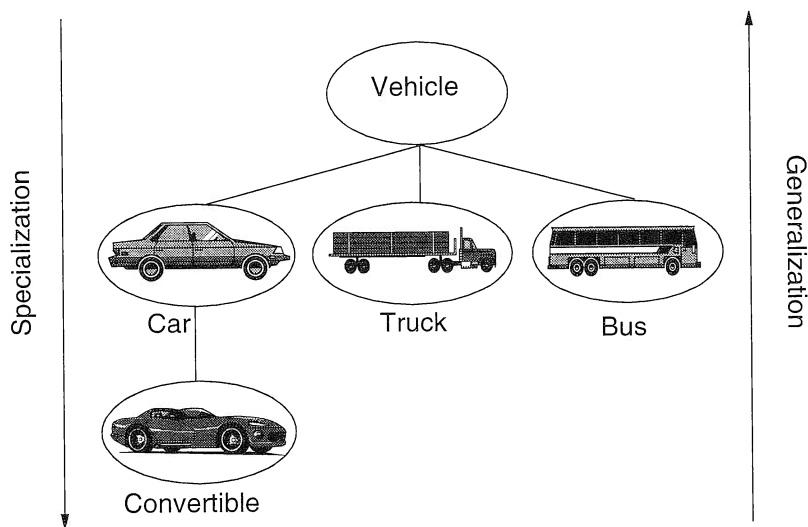 Vehicle
Specialization
Generalization
Car
Truck
Bus
Convertible